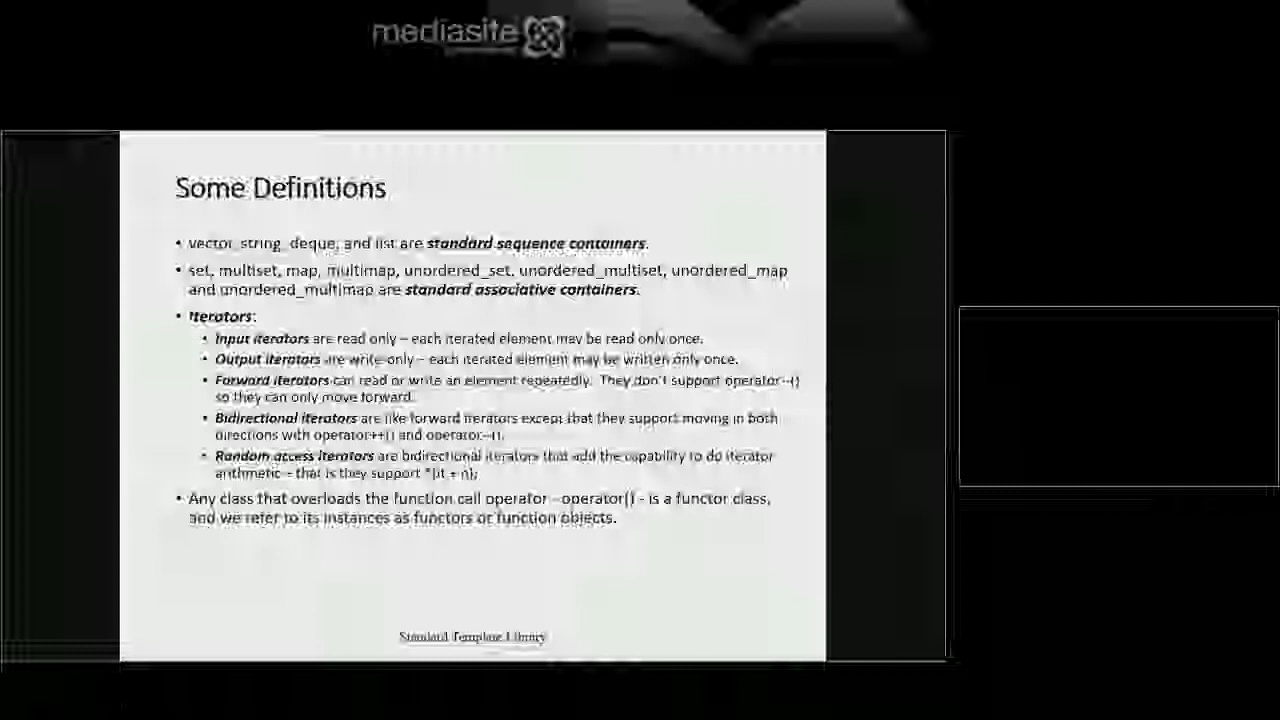 mediasite
Some Definitions
• vector, string, deque, and list are standard sequence containers.
• set, multiset, map, multimap, unordered_set, unordered_multiset, unordered_map
and unordered_multimap are standard associative containers.
• Iterators:
• Input iterators are read only – each iterated element may be read only once.
• Output iterators are write-only – each iterated element may be written only once.
• Forward iterators can read or write an element repeatedly. They don't support operator--()
so they can only move forward.
• Bidirectional iterators are like forward iterators except that they support moving in both
directions with operator++() and operator--().
• Random access iterators are bidirectional iterators that add the capability to do iterator
arithmetic – that is they support *(it + n);
• Any class that overloads the function call operator – operator() - is a functor class,
and we refer to its instances as functors or function objects.
Standard Template Library